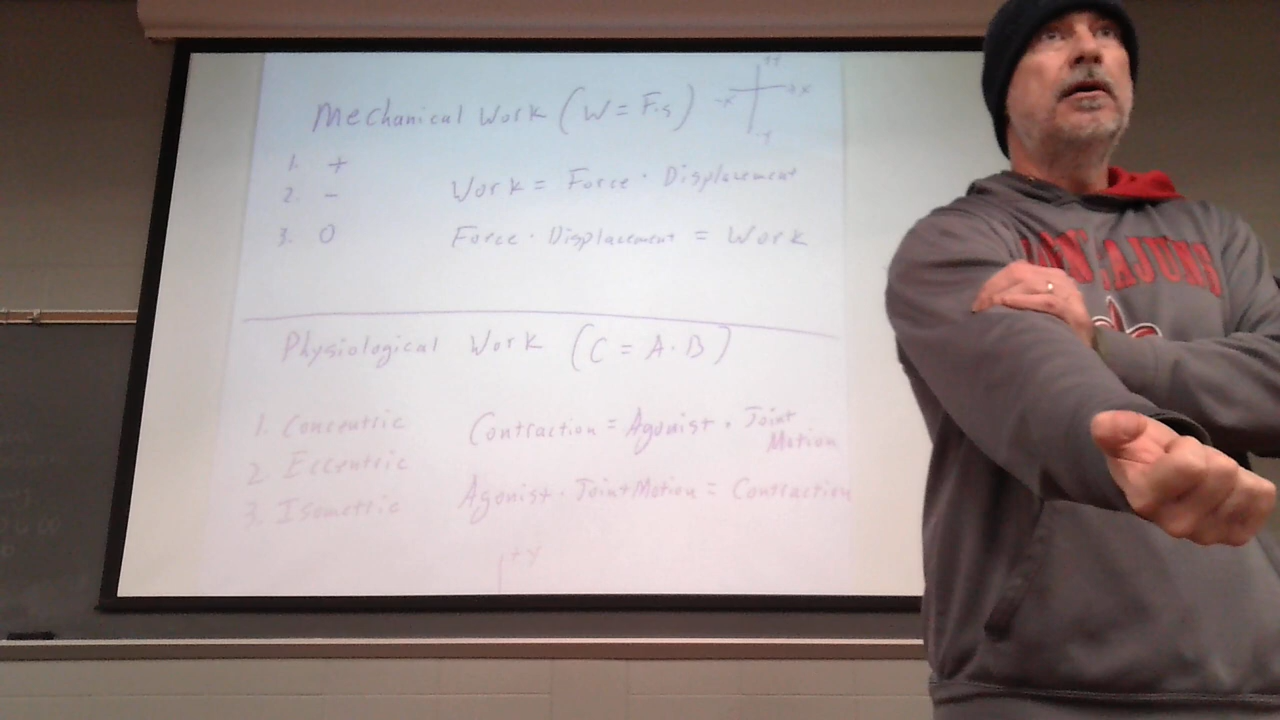 Mechanical Work (W = F·s)
+Y
-X +X
-Y
1. +
2. -
3. 0
Work = Force · Displacement
Force · Displacement = Work
Physiological Work (C = A·B)
1. Concentric
2. Eccentric
3. Isometric
Contraction = Agonist · Joint
Motion
Agonist · Joint Motion = Contraction
+Y
CAJUNS